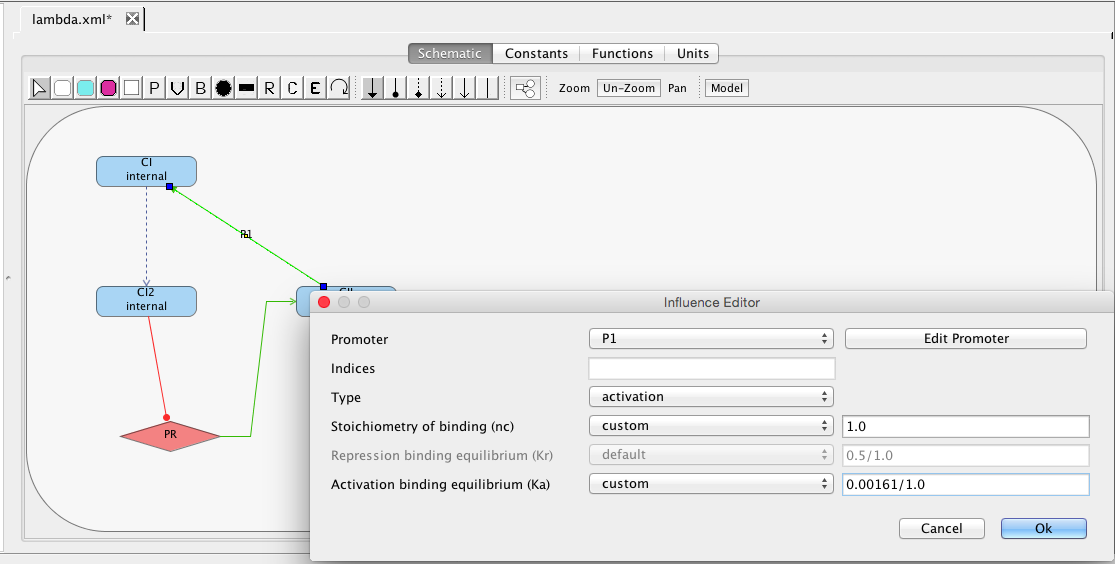 lambda.xml*
Schematic Constants Functions Units
P V B R C E Zoom Un-Zoom Pan Model
CI
internal
P1
CI2
internal
PR
Influence Editor
Promoter P1 Edit Promoter
Indices
Type activation
Stoichiometry of binding (nc) custom 1.0
Repression binding equilibrium (Kr) default 0.5/1.0
Activation binding equilibrium (Ka) custom 0.00161/1.0
Cancel Ok